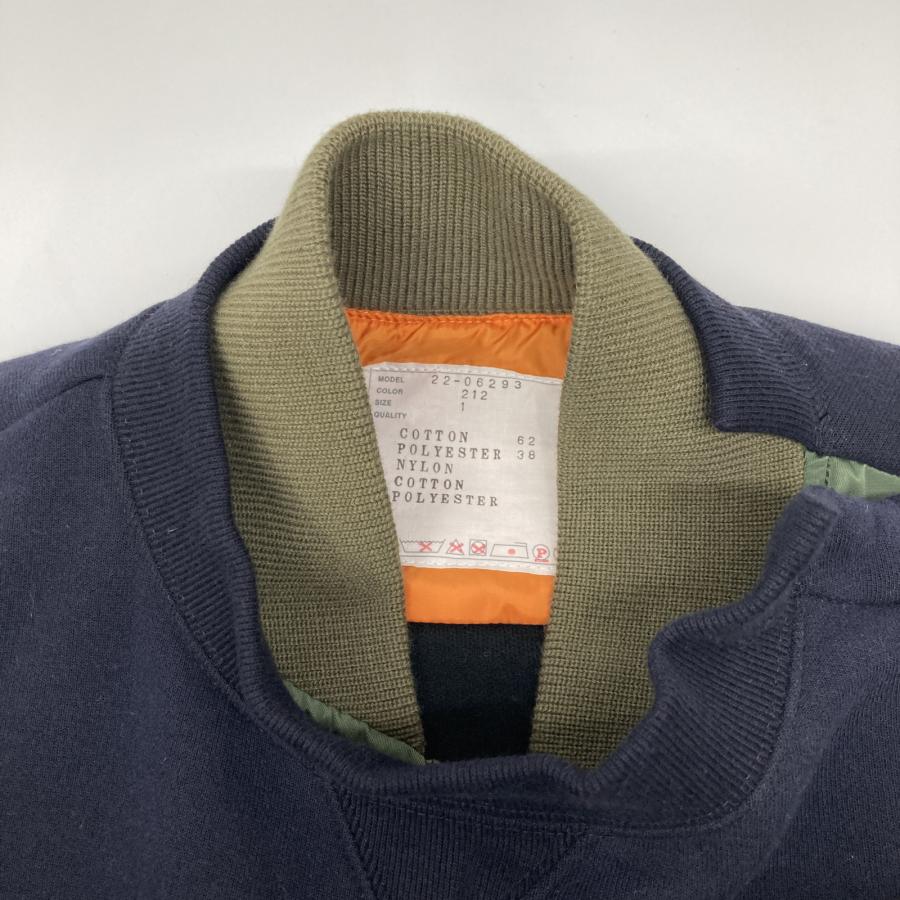 MODEL 22-06293
COLOR 212
SIZE 1
QUALITY
COTTON 62
POLYESTER 38
NYLON
COTTON
POLYESTER
P